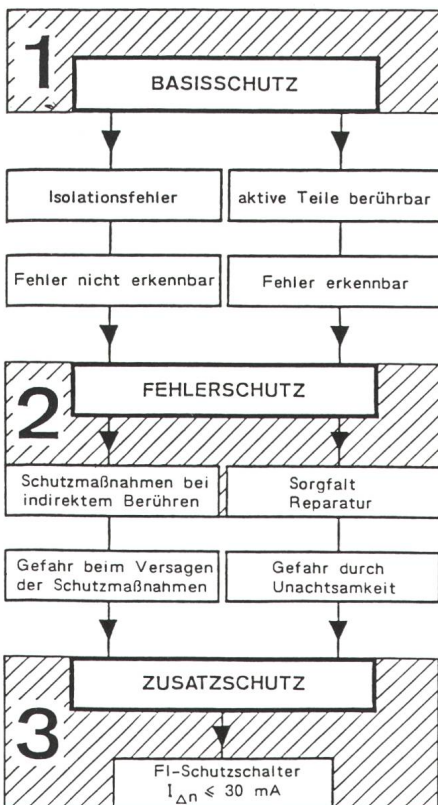 1
BASISSCHUTZ
Isolationsfehler
aktive Teile berührbar
Fehler nicht erkennbar
Fehler erkennbar
2
FEHLERSCHUTZ
Schutzmaßnahmen bei
indirektem Berühren
Sorgfalt
Reparatur
Gefahr beim Versagen
der Schutzmaßnahmen
Gefahr durch
Unachtsamkeit
3
ZUSATZSCHUTZ
FI-Schutzschalter
I△n ⩽ 30 mA